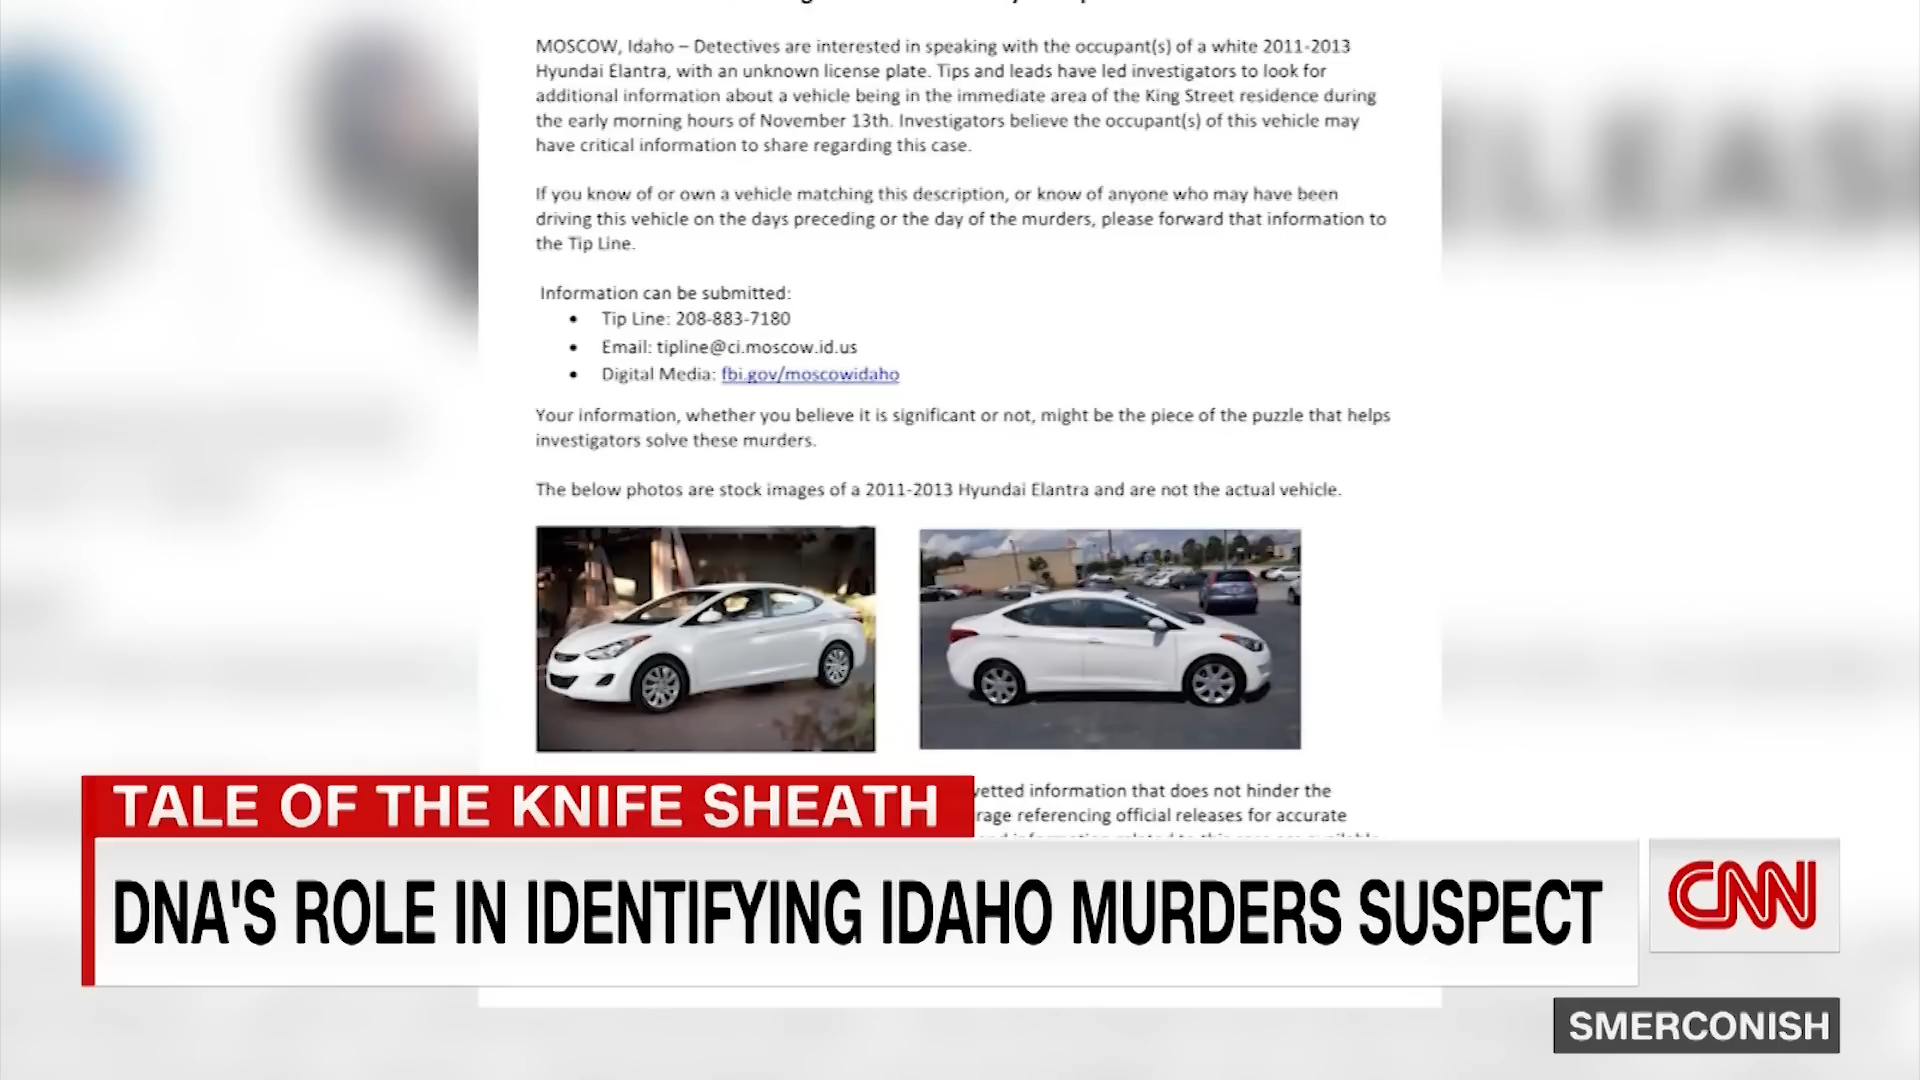 MOSCOW, Idaho – Detectives are interested in speaking with the occupant(s) of a white 2011-2013
Hyundai Elantra, with an unknown license plate. Tips and leads have led investigators to look for
additional information about a vehicle being in the immediate area of the King Street residence during
the early morning hours of November 13th. Investigators believe the occupant(s) of this vehicle may
have critical information to share regarding this case.
If you know of or own a vehicle matching this description, or know of anyone who may have been
driving this vehicle on the days preceding or the day of the murders, please forward that information to
the Tip Line.
Information can be submitted:
• Tip Line: 208-883-7180
• Email: tipline@ci.moscow.id.us
• Digital Media: fbi.gov/moscowidaho
Your information, whether you believe it is significant or not, might be the piece of the puzzle that helps
investigators solve these murders.
The below photos are stock images of a 2011-2013 Hyundai Elantra and are not the actual vehicle.
vetted information that does not hinder the
referencing official releases for accurate
TALE OF THE KNIFE SHEATH
DNA'S ROLE IN IDENTIFYING IDAHO MURDERS SUSPECT
CNN
SMERCONISH